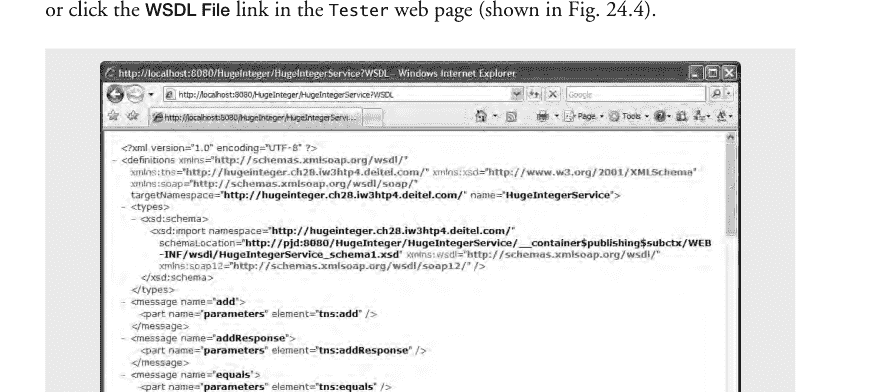 or click the WSDL File link in the Tester web page (shown in Fig. 24.4).
http://localhost:8080/HugeInteger/HugeIntegerService?WSDL - Windows Internet Explorer
http://localhost:8080/HugeInteger/HugeIntegerService?WSDL Google
http://localhost:8080/HugeInteger/HugeIntegerServi... Page Tools
<?xml version="1.0" encoding="UTF-8" ?>
- <definitions xmlns="http://schemas.xmlsoap.org/wsdl/"
xmlns:tns="http://hugeinteger.ch28.iw3htp4.deitel.com/" xmlns:xsd="http://www.w3.org/2001/XMLSchema"
xmlns:soap="http://schemas.xmlsoap.org/wsdl/soap/"
targetNamespace="http://hugeinteger.ch28.iw3htp4.deitel.com/" name="HugeIntegerService">
- <types>
- <xsd:schema>
<xsd:import namespace="http://hugeinteger.ch28.iw3htp4.deitel.com/"
schemaLocation="http://pjd:8080/HugeInteger/HugeIntegerService/__container$publishing$subctx/WEB
-INF/wsdl/HugeIntegerService_schema1.xsd" xmlns:wsdl="http://schemas.xmlsoap.org/wsdl/"
xmlns:soap12="http://schemas.xmlsoap.org/wsdl/soap12/" />
</xsd:schema>
</types>
- <message name="add">
<part name="parameters" element="tns:add" />
</message>
- <message name="addResponse">
<part name="parameters" element="tns:addResponse" />
</message>
- <message name="equals">
<part name="parameters" element="tns:equals" />